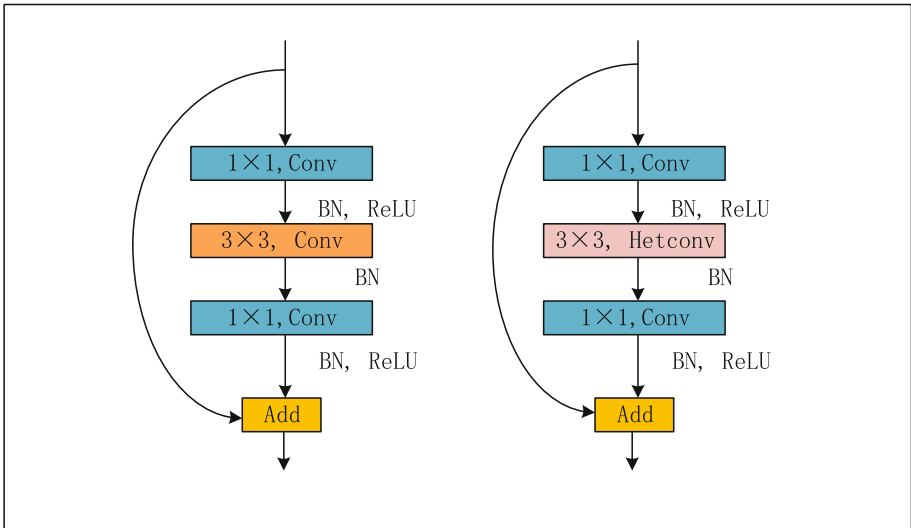 1×1,Conv
BN, ReLU
3×3, Conv
BN
1×1,Conv
BN, ReLU
Add
1×1,Conv
BN, ReLU
3×3, Hetconv
BN
1×1,Conv
BN, ReLU
Add